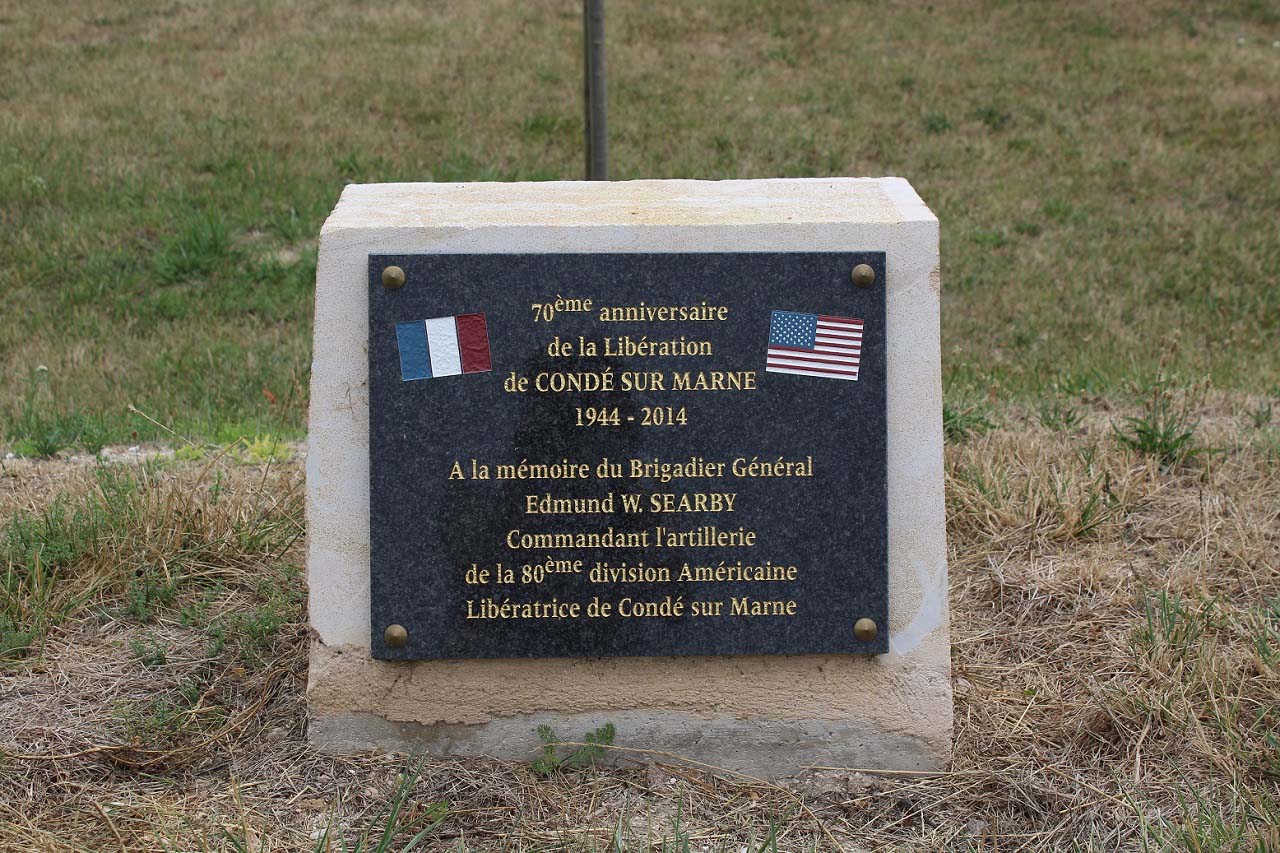 70ème anniversaire
de la Libération
de CONDÉ SUR MARNE
1944 - 2014
A la mémoire du Brigadier Général
Edmund W. SEARBY
Commandant l'artillerie
de la 80ème division Américaine
Libératrice de Condé sur Marne